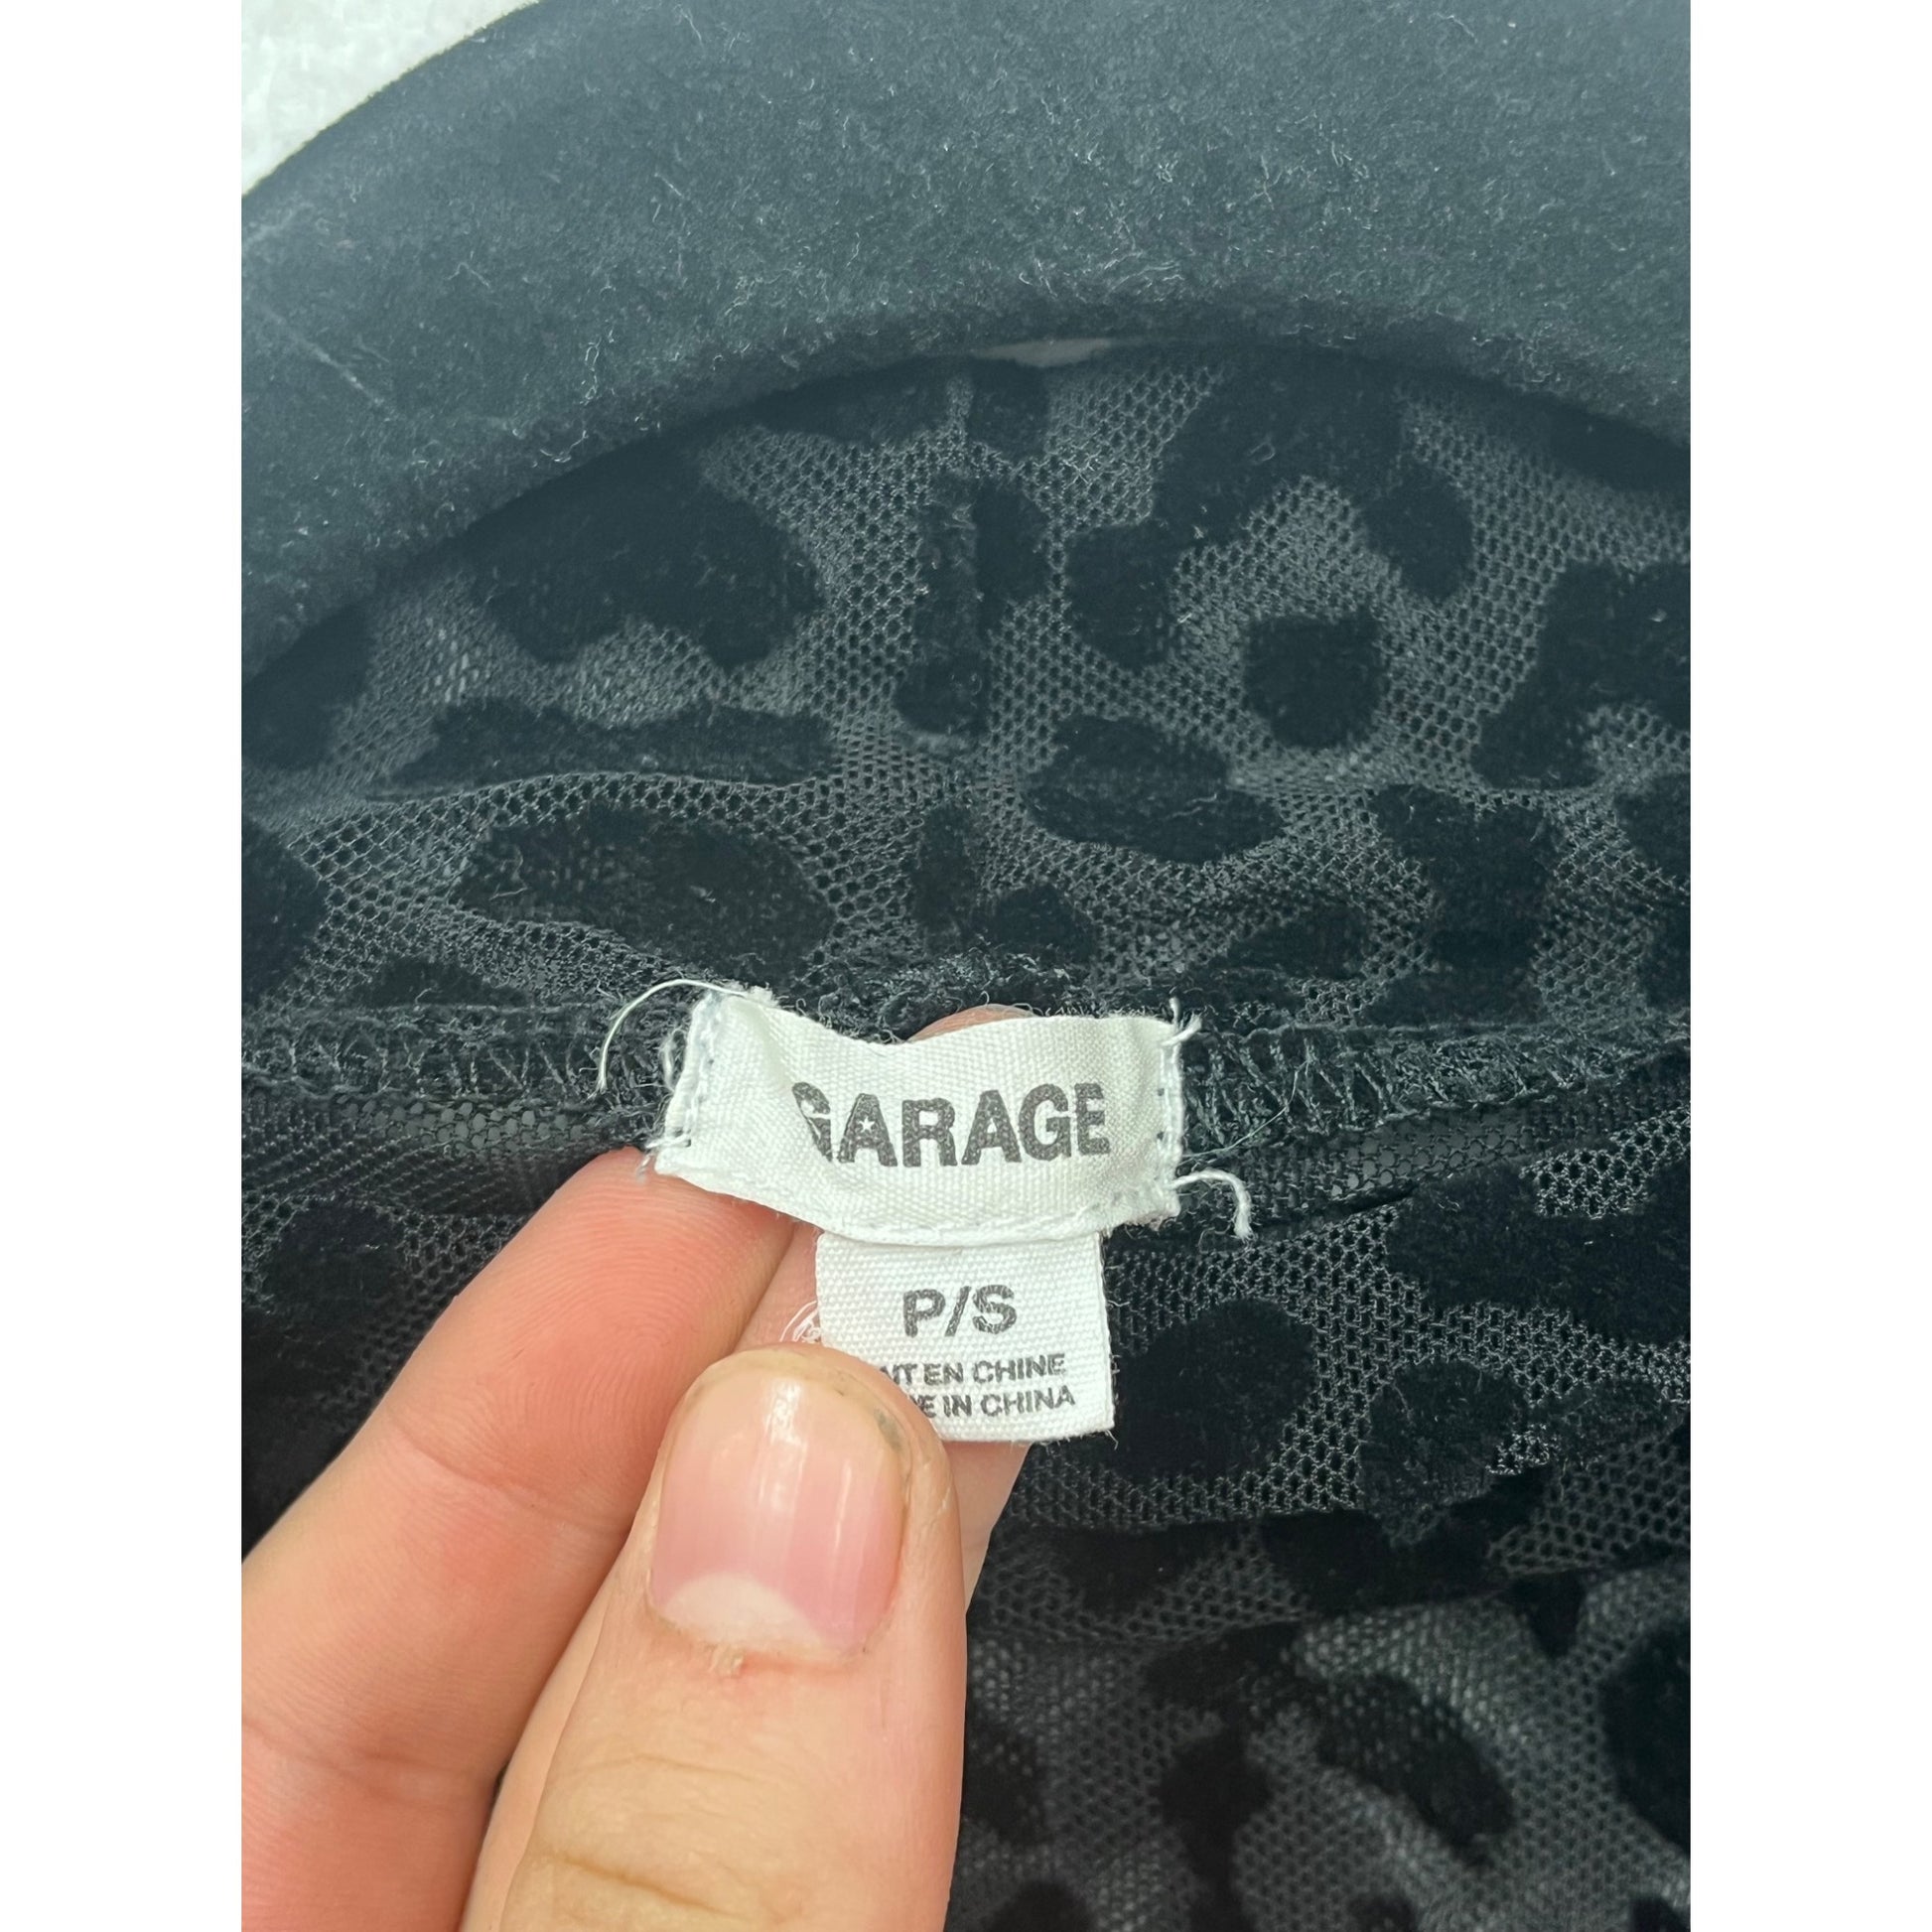 GARAGE
P/S
EN CHINE
IN CHINA